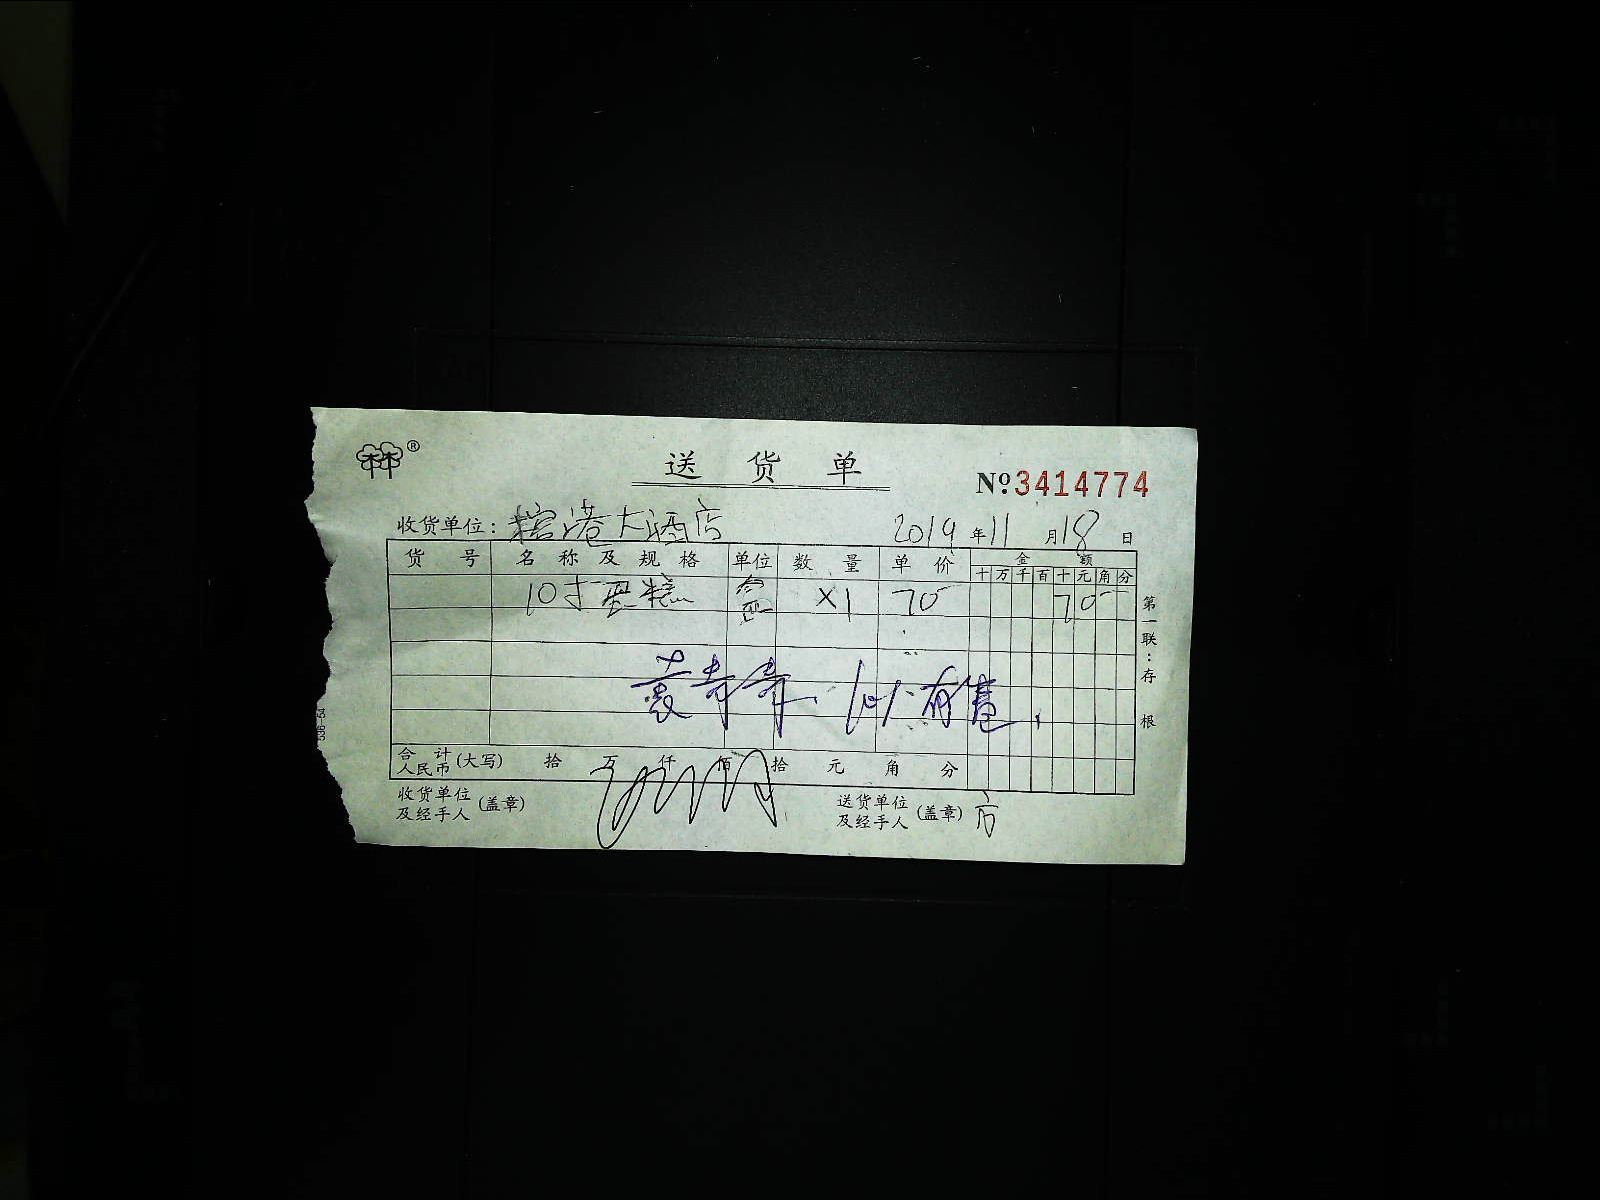 ®
送货单
№3414774
收货单位: 港大酒店 2019年11月18日
货号 名称及规格 单位 数量 单价 金额
十万千百十元角分
10寸蛋糕 盒 X1 70 70
第一联:存根
合计人民币(大写) 拾 万 仟 佰 拾 元 角 分
收货单位及经手人(盖章) 送货单位及经手人(盖章) 方